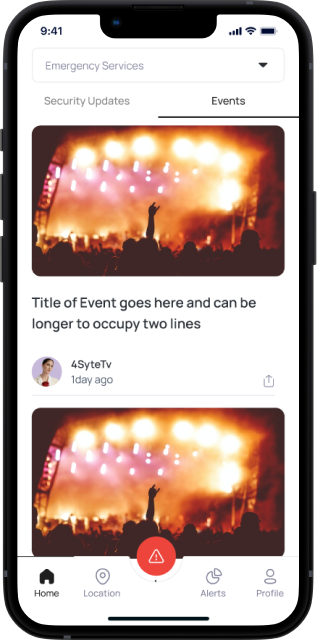 9:41
Emergency Services
Security Updates
Events
Title of Event goes here and can be
longer to occupy two lines
4SyteTv
1day ago
Home
Location
Alerts
Profile